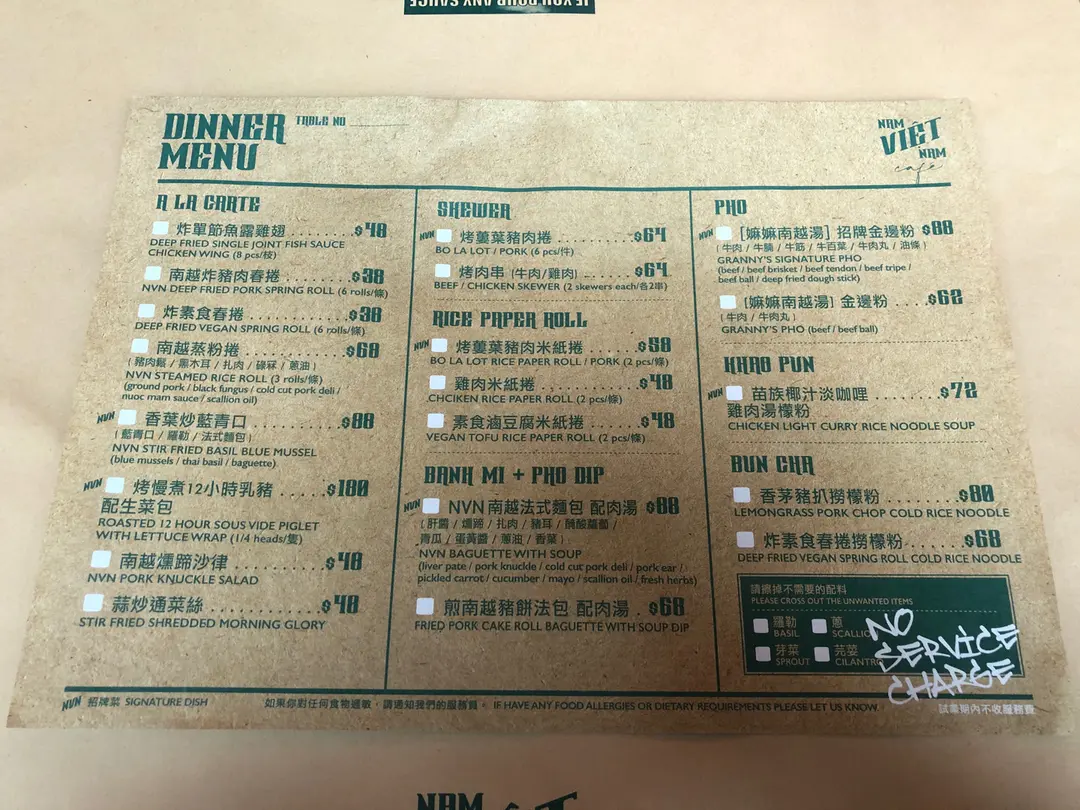 IF YOU POUR ANY SAUCE
DINNER MENU
TABLE NO
NAM VIỆT NAM cafe
A LA CARTE
炸單節魚露雞翅 ........ $48
DEEP FRIED SINGLE JOINT FISH SAUCE
CHICKEN WING (8 pcs/枝)
南越炸豬肉春捲 ........ $38
NVN DEEP FRIED PORK SPRING ROLL (6 rolls/條)
炸素食春捲 ........ $38
DEEP FRIED VEGAN SPRING ROLL (6 rolls/條)
南越蒸粉捲 ........ $68
( 豬肉鬆 / 黑木耳 / 扎肉 / 碌冧 / 蔥油 )
NVN STEAMED RICE ROLL (3 rolls/條)
(ground pork / black fungus / cold cut pork deli /
nuoc mam sauce / scallion oil)
NVN 香葉炒藍青口 ........ $88
( 藍青口 / 羅勒 / 法式麵包 )
NVN STIR FRIED BASIL BLUE MUSSEL
(blue mussels / thai basil / baguette)
NVN 烤慢煮12小時乳豬 ..... $180
配生菜包
ROASTED 12 HOUR SOUS VIDE PIGLET
WITH LETTUCE WRAP (1/4 heads/隻)
南越燻蹄沙律 ........ $48
NVN PORK KNUCKLE SALAD
蒜炒通菜絲 ........ $48
STIR FRIED SHREDDED MORNING GLORY
SKEWER
NVN 烤蔞葉豬肉捲 ........ $64
BO LA LOT / PORK (6 pcs/件)
烤肉串 (牛肉/雞肉) ..... $64
BEEF / CHICKEN SKEWER (2 skewers each/各2串)
RICE PAPER ROLL
NVN 烤蔞葉豬肉米紙捲 ...... $58
BO LA LOT RICE PAPER ROLL / PORK (2 pcs/條)
雞肉米紙捲 ........ $48
CHCIKEN RICE PAPER ROLL (2 pcs/條)
素食滷豆腐米紙捲 ...... $48
VEGAN TOFU RICE PAPER ROLL (2 pcs/條)
BANH MI + PHO DIP
NVN NVN 南越法式麵包 配肉湯 . $88
( 肝醬 / 燻蹄 / 扎肉 / 豬耳 / 醃酸蘿蔔 /
青瓜 / 蛋黃醬 / 蔥油 / 香菜 )
NVN BAGUETTE WITH SOUP
(liver pate / pork knuckle / cold cut pork deli / pork ear /
pickled carrot / cucumber / mayo / scallion oil / fresh herbs)
煎南越豬餅法包 配肉湯 . $68
FRIED PORK CAKE ROLL BAGUETTE WITH SOUP DIP
PHO
NVN [嫲嫲南越湯] 招牌金邊粉 $88
( 牛肉 / 牛腩 / 牛筋 / 牛百葉 / 牛肉丸 / 油條 )
GRANNY'S SIGNATURE PHO
(beef / beef brisket / beef tendon / beef tripe /
beef ball / deep fried dough stick)
[嫲嫲南越湯] 金邊粉 .... $62
( 牛肉 / 牛肉丸 )
GRANNY'S PHO (beef / beef ball)
KHAO PUN
NVN 苗族椰汁淡咖喱 ........ $72
雞肉湯檬粉
CHICKEN LIGHT CURRY RICE NOODLE SOUP
BUN CHA
香茅豬扒撈檬粉 ........ $80
LEMONGRASS PORK CHOP COLD RICE NOODLE
炸素食春捲撈檬粉 ..... $68
DEEP FRIED VEGAN SPRING ROLL COLD RICE NOODLE
請擦掉不需要的配料
PLEASE CROSS OUT THE UNWANTED ITEMS
羅勒 BASIL
蔥
芽菜 SPROUT
芫荽 CILANTRO
NO SERVICE CHARGE
試業期內不收服務費
NVN 招牌菜 SIGNATURE DISH
如果你對任何食物過敏，請通知我們的服務員。 IF HAVE ANY FOOD ALLERGIES OR DIETARY REQUIREMENTS PLEASE LET US KNOW.
NAM